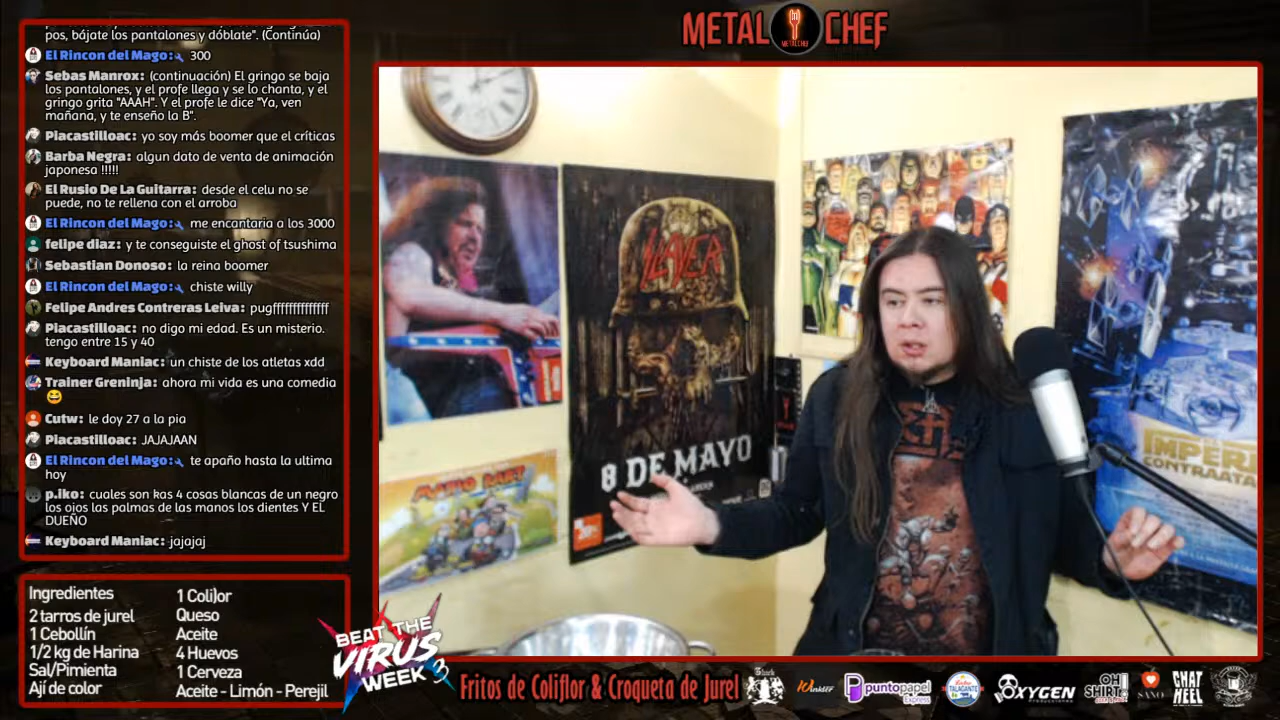 METAL CHEF
METALCHEF
pos, bájate los pantalones y dóblate". (Continúa)
El Rincon del Mago: 300
Sebas Manrox: (continuación) El gringo se baja
los pantalones, y el profe llega y se lo chanta, y el
gringo grita "AAAH". Y el profe le dice "Ya, ven
mañana, y te enseño la B".
Placastilloac: yo soy más boomer que el críticas
Barba Negra: algun dato de venta de animación
japonesa !!!!!
El Rusio De La Guitarra: desde el celu no se
puede, no te rellena con el arroba
El Rincon del Mago: me encantaria a los 3000
felipe diaz: y te conseguiste el ghost of tsushima
Sebastian Donoso: la reina boomer
El Rincon del Mago: chiste willy
Felipe Andres Contreras Leiva: pugffffffffffffff
Placastilloac: no digo mi edad. Es un misterio.
tengo entre 15 y 40
Keyboard Maniac: un chiste de los atletas xdd
Trainer Greninja: ahora mi vida es una comedia
😄
Cutw: le doy 27 a la pia
Placastilloac: JAJAJAAN
El Rincon del Mago: te apaño hasta la ultima
hoy
p.iko: cuales son kas 4 cosas blancas de un negro
los ojos las palmas de las manos los dientes Y EL
DUEÑO
Keyboard Maniac: jajajaj
SLAYER
8 DE MAYO
MARIO KART
IMPERI
CONTRAATA
Ingredientes
2 tarros de jurel
1 Cebollín
1/2 kg de Harina
Sal/Pimienta
Ají de color
1 Coliflor
Queso
Aceite
4 Huevos
1 Cerveza
Aceite - Limón - Perejil
BEAT THE
VIRUS
WEEK 3
Fritos de Coliflor & Croqueta de Jurel
Winkler
puntopapel
Express
TALAGANTE
OXYGEN
OH
SHIRT!
SANO
CHAT
HEEL